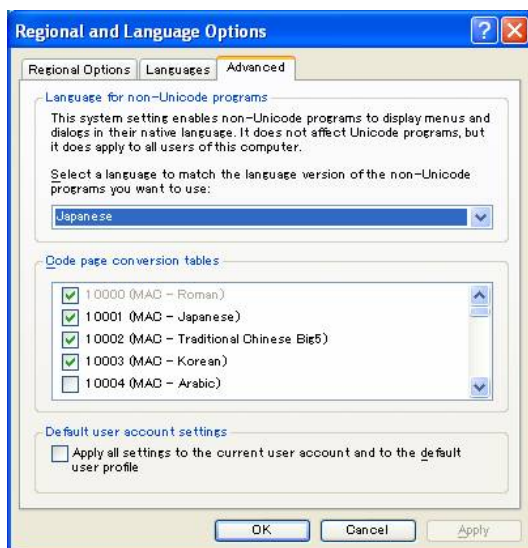 Regional and Language Options
Regional Options Languages Advanced
Language for non-Unicode programs
This system setting enables non-Unicode programs to display menus and
dialogs in their native language. It does not affect Unicode programs, but
it does apply to all users of this computer.
Select a language to match the language version of the non-Unicode
programs you want to use:
Japanese
Code page conversion tables
10000 (MAC - Roman)
10001 (MAC - Japanese)
10002 (MAC - Traditional Chinese Big5)
10003 (MAC - Korean)
10004 (MAC - Arabic)
Default user account settings
Apply all settings to the current user account and to the default
user profile
OK Cancel Apply